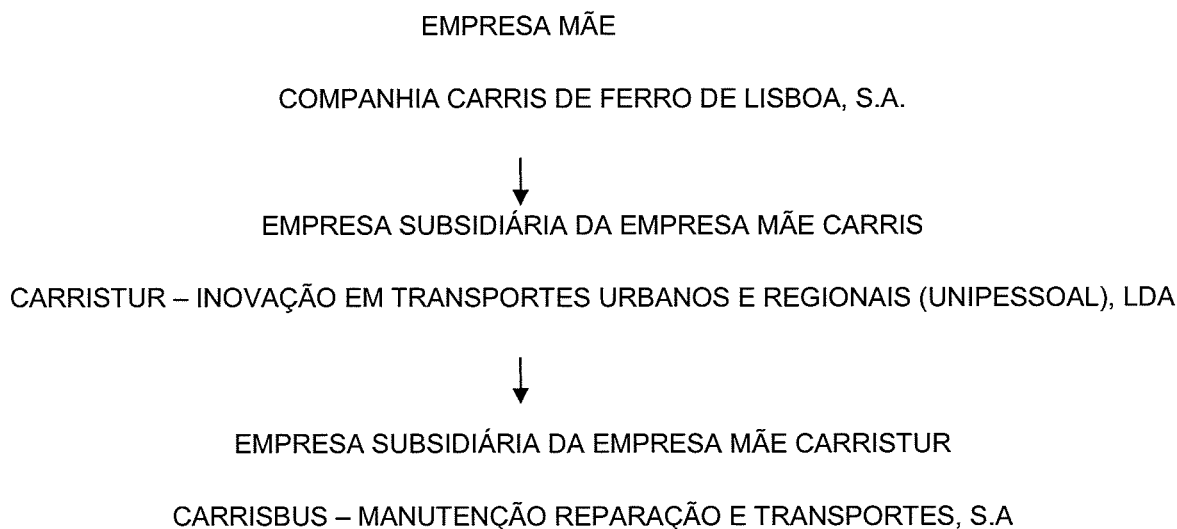 EMPRESA MÃE
COMPANHIA CARRIS DE FERRO DE LISBOA, S.A.
EMPRESA SUBSIDIÁRIA DA EMPRESA MÃE CARRIS
CARRISTUR – INOVAÇÃO EM TRANSPORTES URBANOS E REGIONAIS (UNIPESSOAL), LDA
EMPRESA SUBSIDIÁRIA DA EMPRESA MÃE CARRISTUR
CARRISBUS – MANUTENÇÃO REPARAÇÃO E TRANSPORTES, S.A